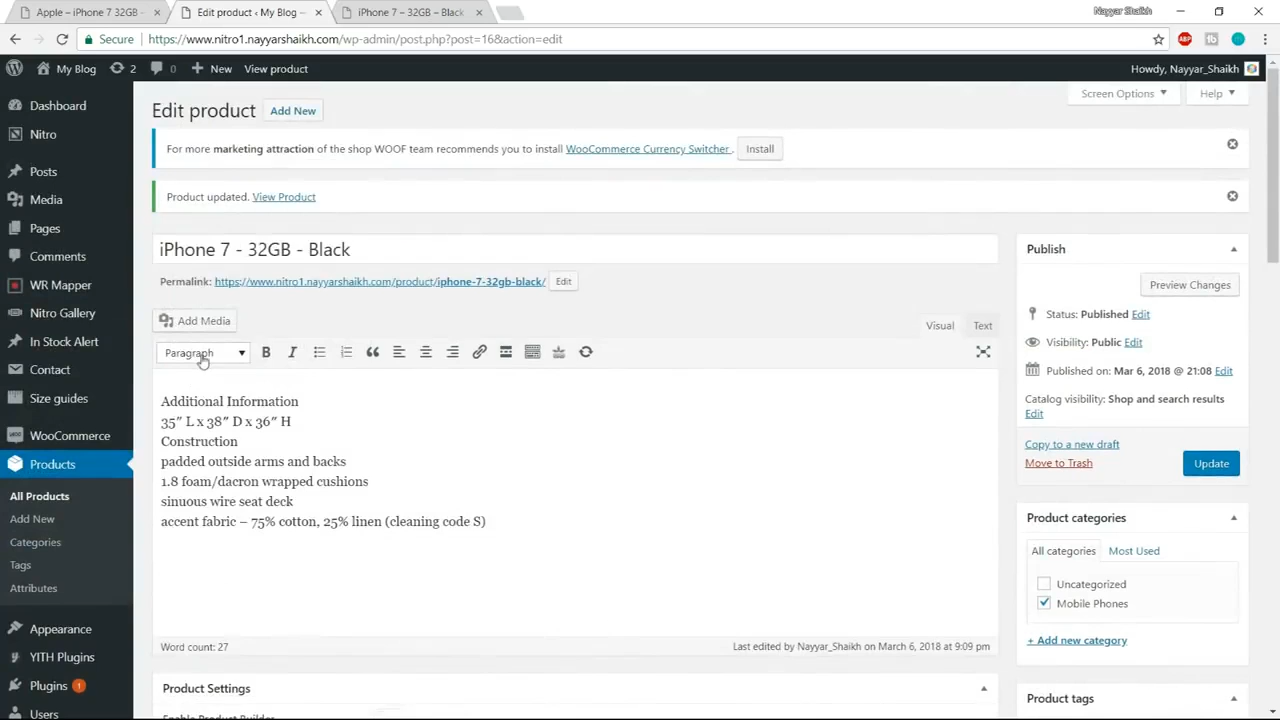 Apple – iPhone 7 32GB -
Edit product ‹ My Blog —
iPhone 7 – 32GB – Black
Nayyar Shaikh
Secure
https://www.nitro1.nayyarshaikh.com/wp-admin/post.php?post=16&action=edit
My Blog
2
0
New
View product
Howdy, Nayyar_Shaikh
Dashboard
Nitro
Posts
Media
Pages
Comments
WR Mapper
Nitro Gallery
In Stock Alert
Contact
Size guides
WooCommerce
Products
All Products
Add New
Categories
Tags
Attributes
Appearance
YITH Plugins
Plugins 1
Users
Screen Options
Help
Edit product
Add New
For more marketing attraction of the shop WOOF team recommends you to install WooCommerce Currency Switcher .
Install
Product updated. View Product
iPhone 7 - 32GB - Black
Permalink: https://www.nitro1.nayyarshaikh.com/product/iphone-7-32gb-black/
Edit
Add Media
Visual
Text
Paragraph
B
I
Additional Information
35″ L x 38″ D x 36″ H
Construction
padded outside arms and backs
1.8 foam/dacron wrapped cushions
sinuous wire seat deck
accent fabric – 75% cotton, 25% linen (cleaning code S)
Word count: 27
Last edited by Nayyar_Shaikh on March 6, 2018 at 9:09 pm
Product Settings
Enable Product Builder
Publish
Preview Changes
Status: Published Edit
Visibility: Public Edit
Published on: Mar 6, 2018 @ 21:08 Edit
Catalog visibility: Shop and search results
Edit
Copy to a new draft
Move to Trash
Update
Product categories
All categories
Most Used
Uncategorized
Mobile Phones
+ Add new category
Product tags